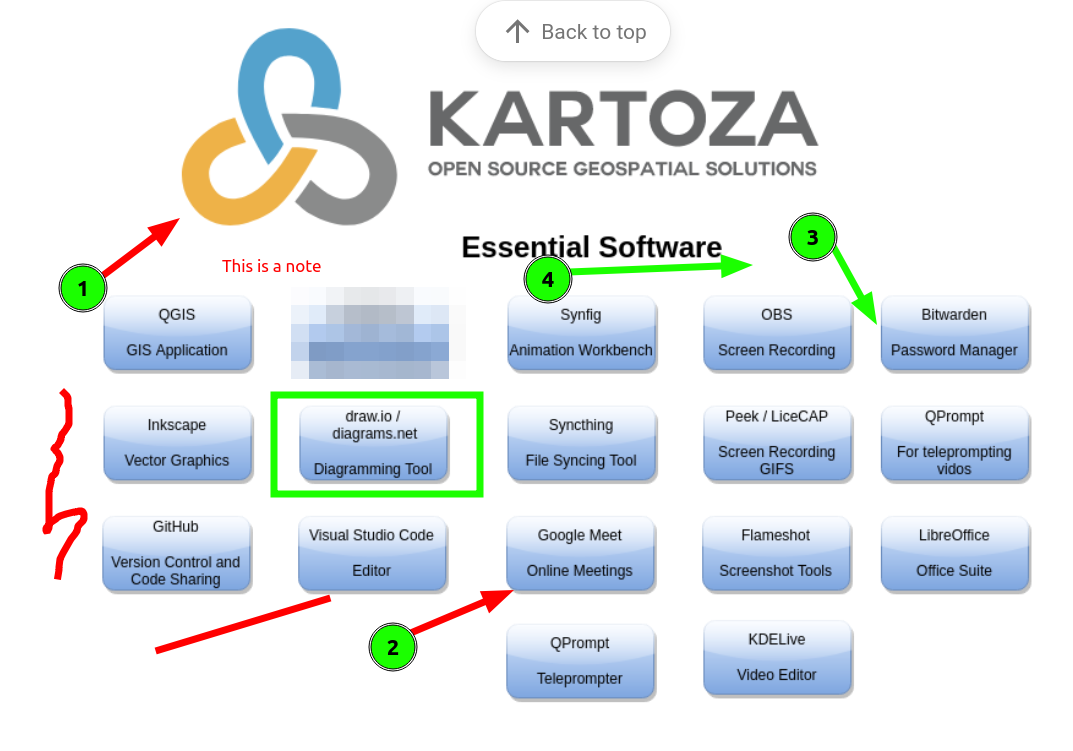 Back to top
KARTOZA
OPEN SOURCE GEOSPATIAL SOLUTIONS
Essential Software
This is a note
1
3
4
QGIS
GIS Application
Synfig
Animation Workbench
OBS
Screen Recording
Bitwarden
Password Manager
Inkscape
Vector Graphics
draw.io /
diagrams.net
Diagramming Tool
Syncthing
File Syncing Tool
Peek / LiceCAP
Screen Recording
GIFS
QPrompt
For teleprompting
vidos
GitHub
Version Control and
Code Sharing
Visual Studio Code
Editor
Google Meet
Online Meetings
Flameshot
Screenshot Tools
LibreOffice
Office Suite
2
QPrompt
Teleprompter
KDELive
Video Editor